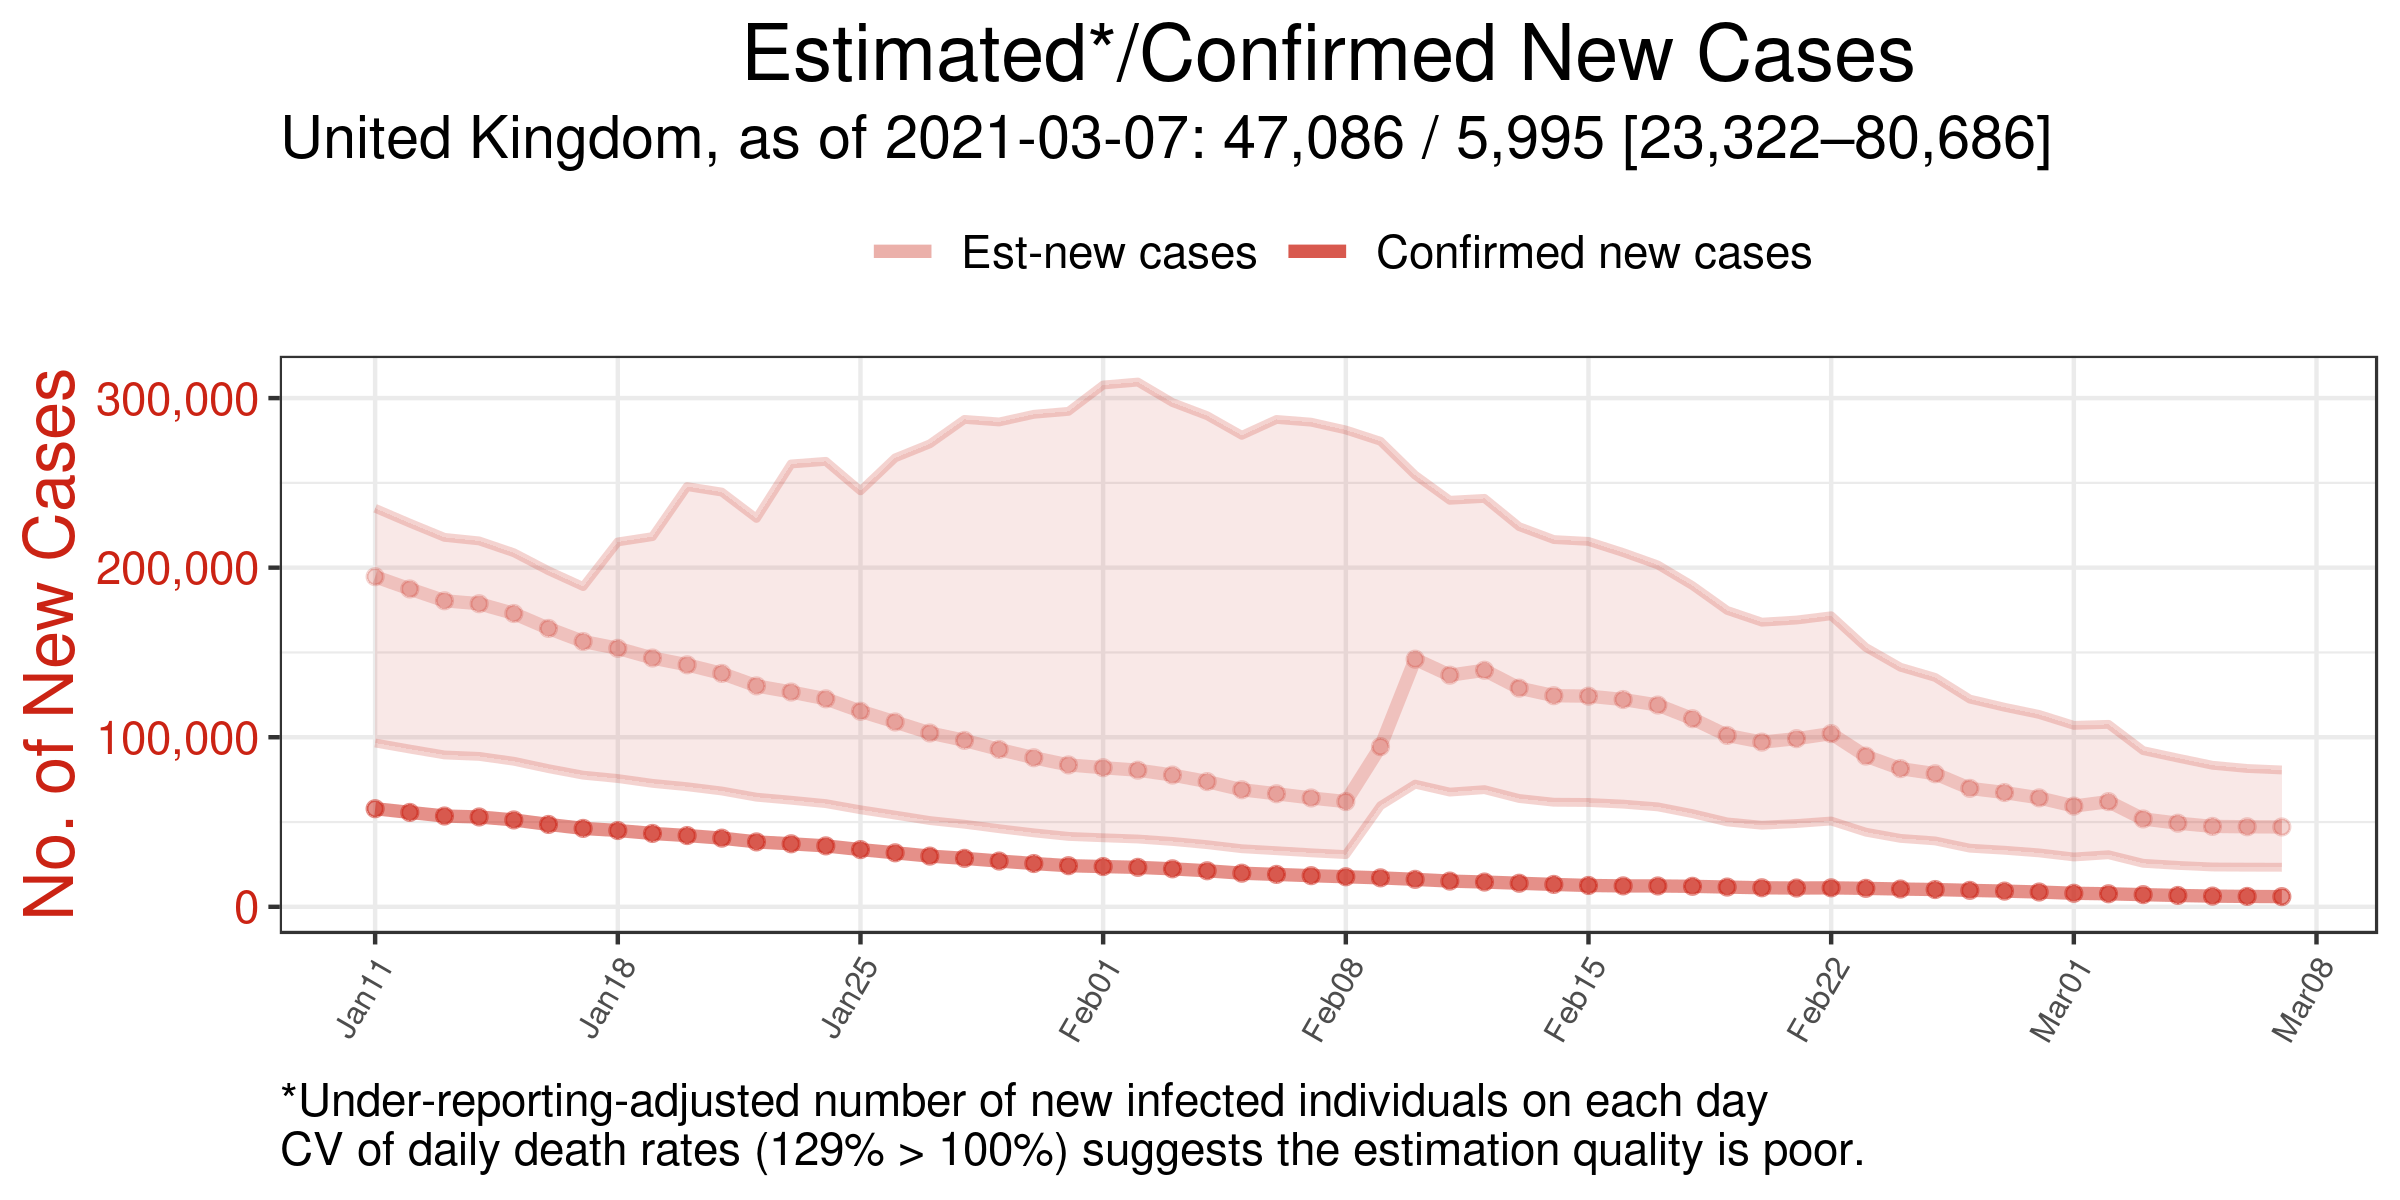 Estimated*/Confirmed New Cases
United Kingdom, as of 2021-03-07: 47,086 / 5,995 [23,322–80,686]
Est-new cases
Confirmed new cases
No. of New Cases
300,000
200,000
100,000
0
Jan11
Jan18
Jan25
Feb01
Feb08
Feb15
Feb22
Mar01
Mar08
*Under-reporting-adjusted number of new infected individuals on each day
CV of daily death rates (129% > 100%) suggests the estimation quality is poor.